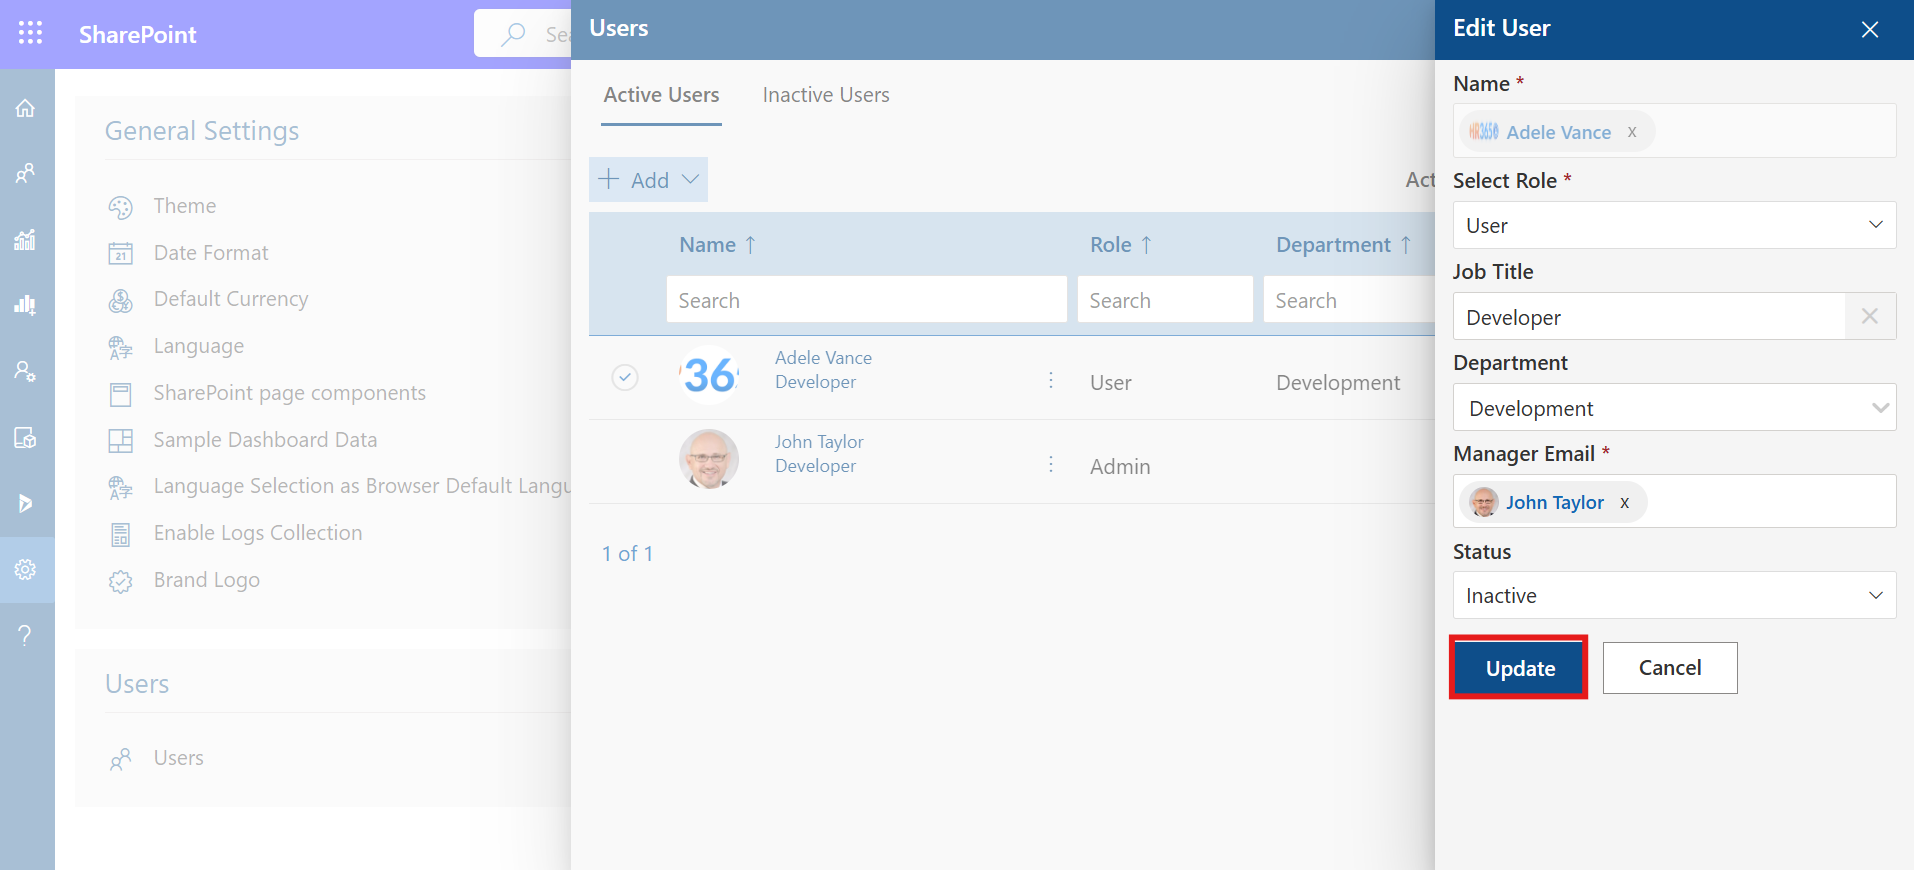 SharePoint
General Settings
Theme
Date Format
Default Currency
Language
SharePoint page components
Sample Dashboard Data
Language Selection as Browser Default Langu
Enable Logs Collection
Brand Logo
Users
Users
Sea
Users
Active Users
Inactive Users
Add
Act
Name ↑
Role ↑
Department ↑
Search
Search
Search
36
Adele Vance
Developer
User
Development
John Taylor
Developer
Admin
1 of 1
Edit User
Name *
HR365
Adele Vance x
Select Role *
User
Job Title
Developer
Department
Development
Manager Email *
John Taylor x
Status
Inactive
Update
Cancel
21